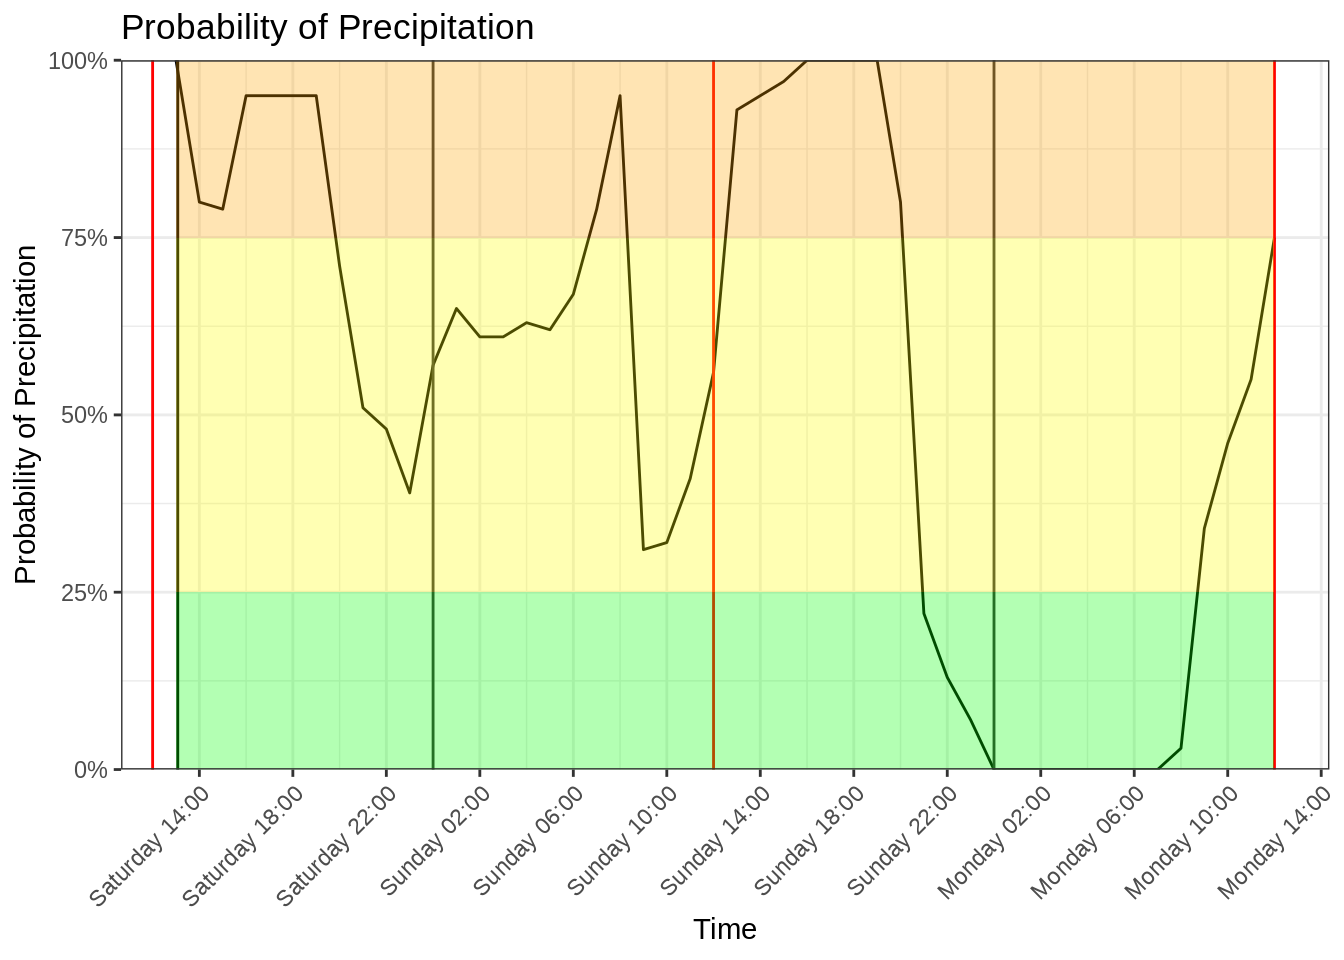 Probability of Precipitation
Probability of Precipitation
100%
75%
50%
25%
0%
Saturday 14:00
Saturday 18:00
Saturday 22:00
Sunday 02:00
Sunday 06:00
Sunday 10:00
Sunday 14:00
Sunday 18:00
Sunday 22:00
Monday 02:00
Monday 06:00
Monday 10:00
Monday 14:00
Time